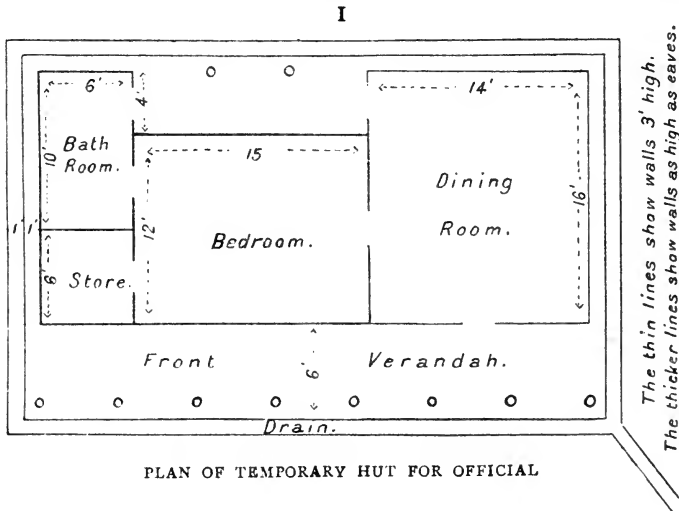 I
6'
4'
14'
10'
Bath
Room.
15
Dining
Room.
16'
12'
Bedroom.
1' 1'
6'
Store.
Front Verandah.
6'
Drain.
The thin lines show walls 3' high.
The thicker lines show walls as high as eaves.
PLAN OF TEMPORARY HUT FOR OFFICIAL